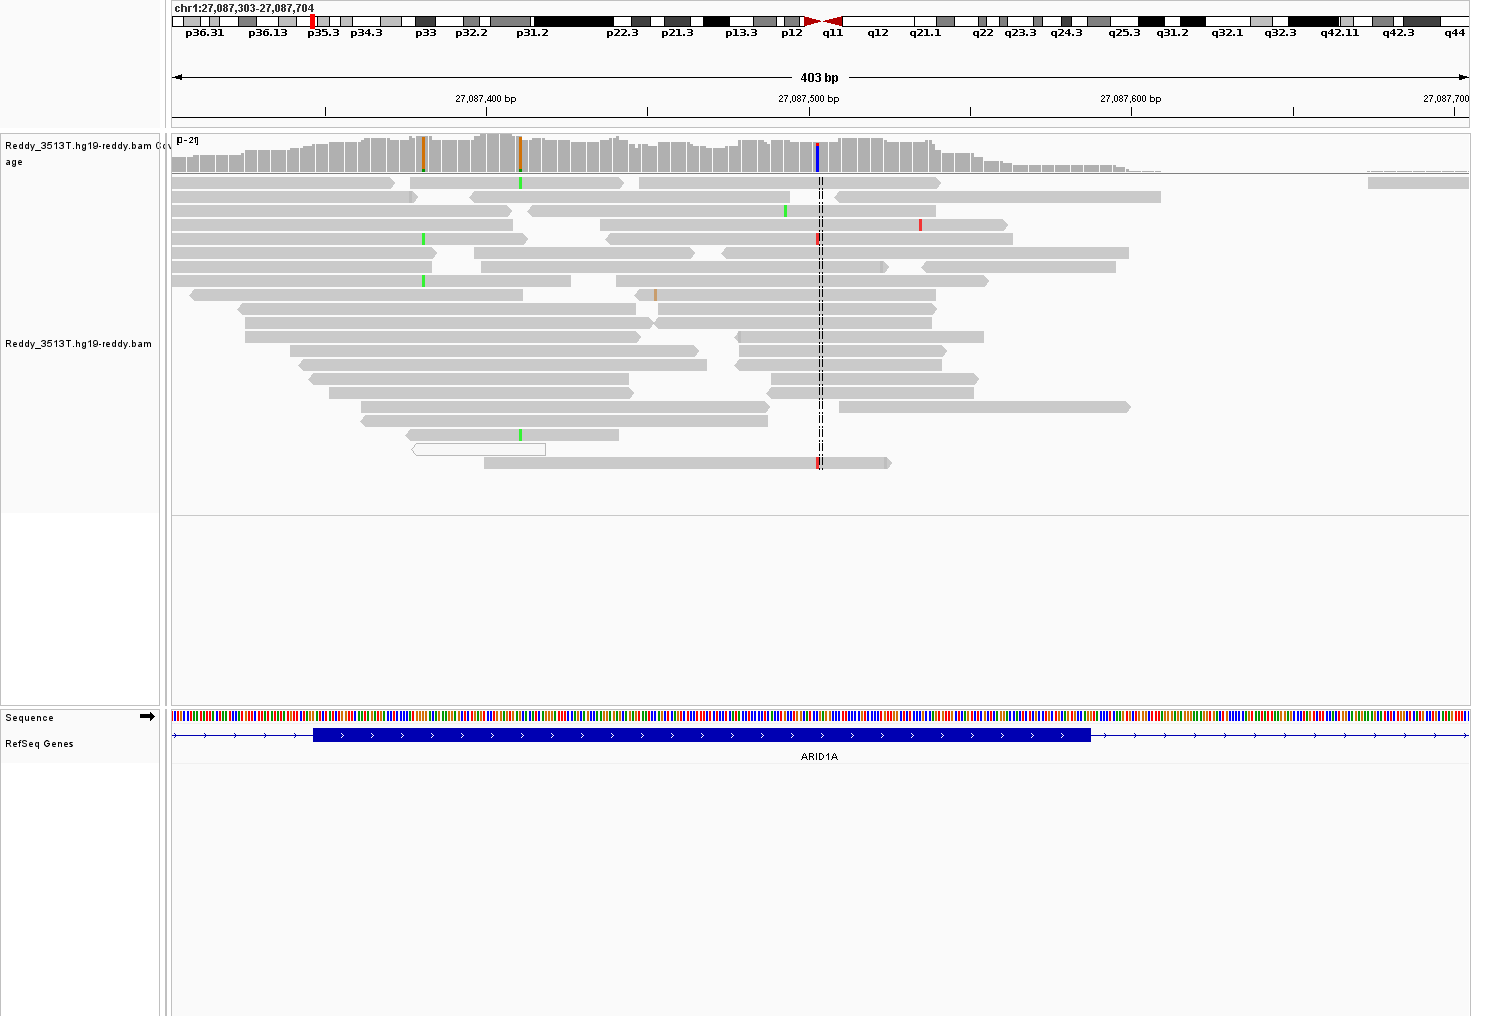 chr1:27,087,303-27,087,704
p36.31 p36.13 p35.3 p34.3 p33 p32.2 p31.2 p22.3 p21.3 p13.3 p12 q11 q12 q21.1 q22 q23.3 q24.3 q25.3 q31.2 q32.1 q32.3 q42.11 q42.3 q44
403 bp
27,087,400 bp 27,087,500 bp 27,087,600 bp 27,087,700
Reddy_3513T.hg19-reddy.bam Cov
age
[0 - 21]
Reddy_3513T.hg19-reddy.bam
Sequence
RefSeq Genes
ARID1A